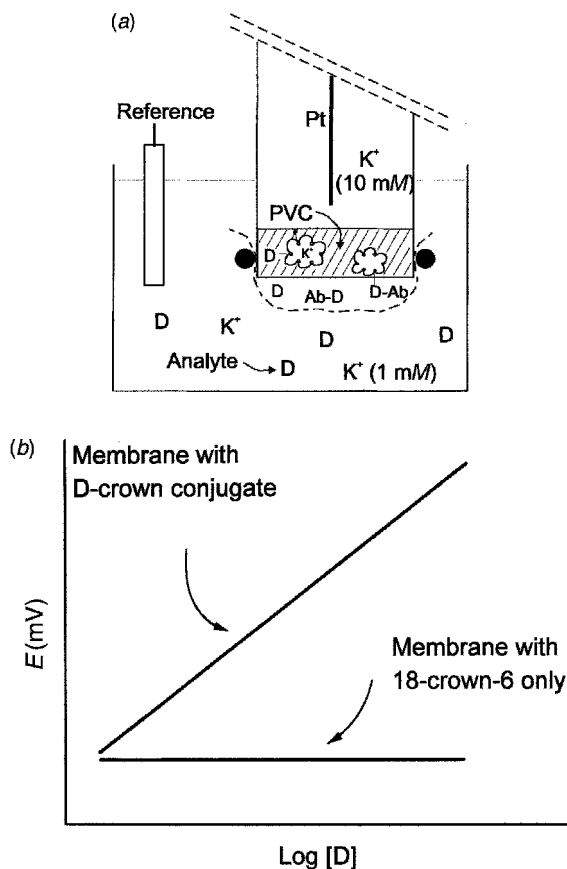 (a)
Reference
Pt
K⁺
(10 mM)
PVC
D
K⁺
D
Ab-D
D-Ab
D
K⁺
D
D
Analyte
D
K⁺ (1 mM)
(b)
Membrane with
D-crown conjugate
E(mV)
Membrane with
18-crown-6 only
Log [D]